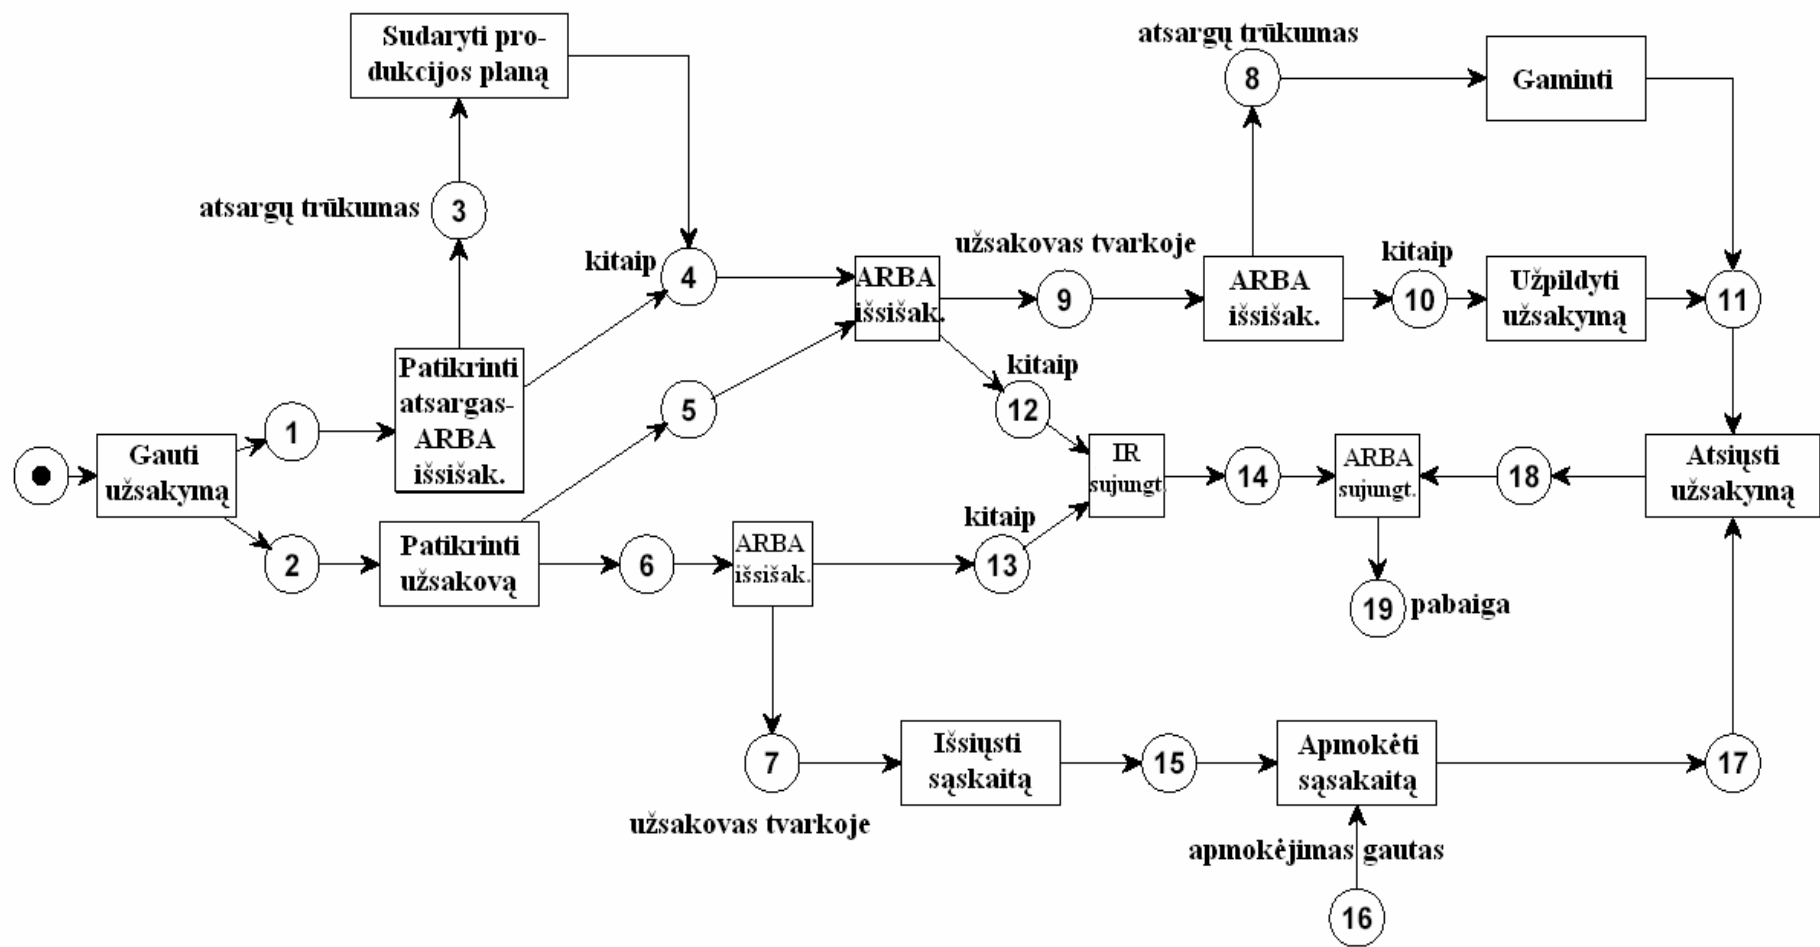 Sudaryti pro-
dukcijos planą
atsargų trūkumas
8
Gaminti
atsargų trūkumas
3
kitaip
4
ARBA
išsišak.
užsakovas tvarkoje
9
ARBA
išsišak.
kitaip
10
Užpildyti
užsakymą
11
Patikrinti
atsargas-
ARBA
išsišak.
1
5
kitaip
12
Gauti
užsakymą
IR
sujungt.
14
ARBA
sujungt.
18
Atsiųsti
užsakymą
2
Patikrinti
užsakovą
6
ARBA
išsišak.
kitaip
13
19
pabaiga
7
užsakovas tvarkoje
Išsiųsti
sąskaitą
15
Apmokėti
sąsakaitą
17
apmokėjimas gautas
16